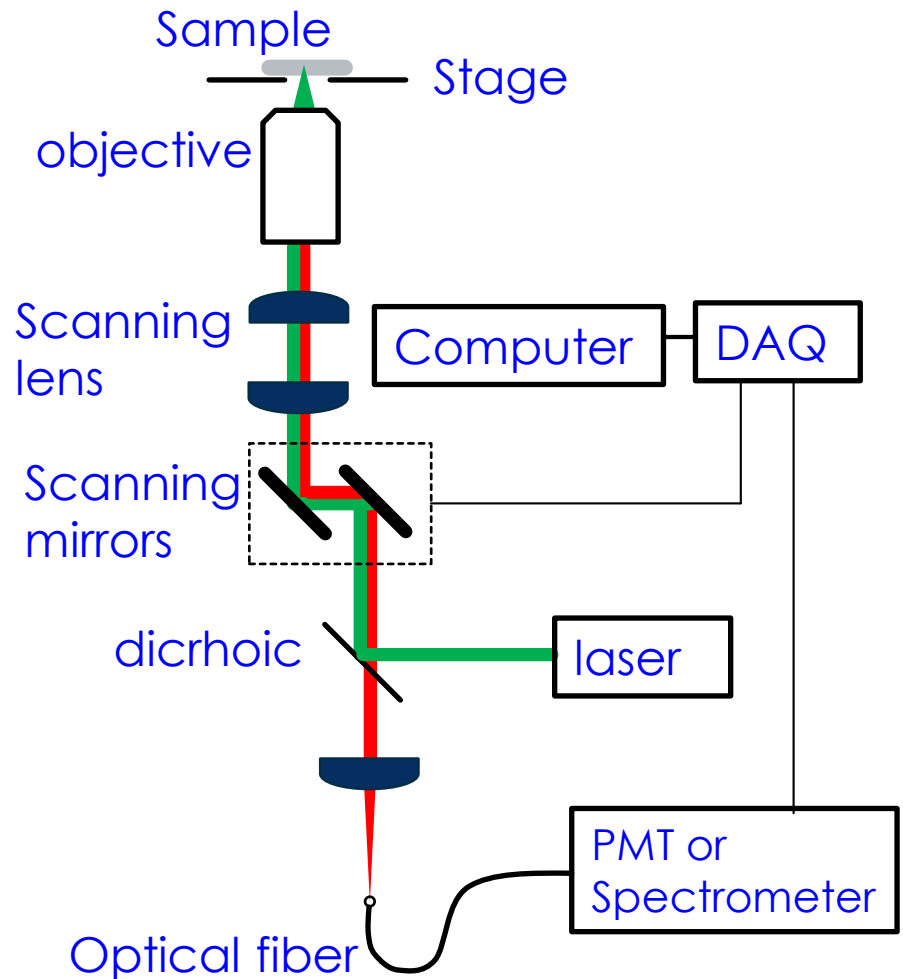 Sample
Stage
objective
Scanning
lens
Computer
DAQ
Scanning
mirrors
dicrhoic
laser
PMT or
Spectrometer
Optical fiber